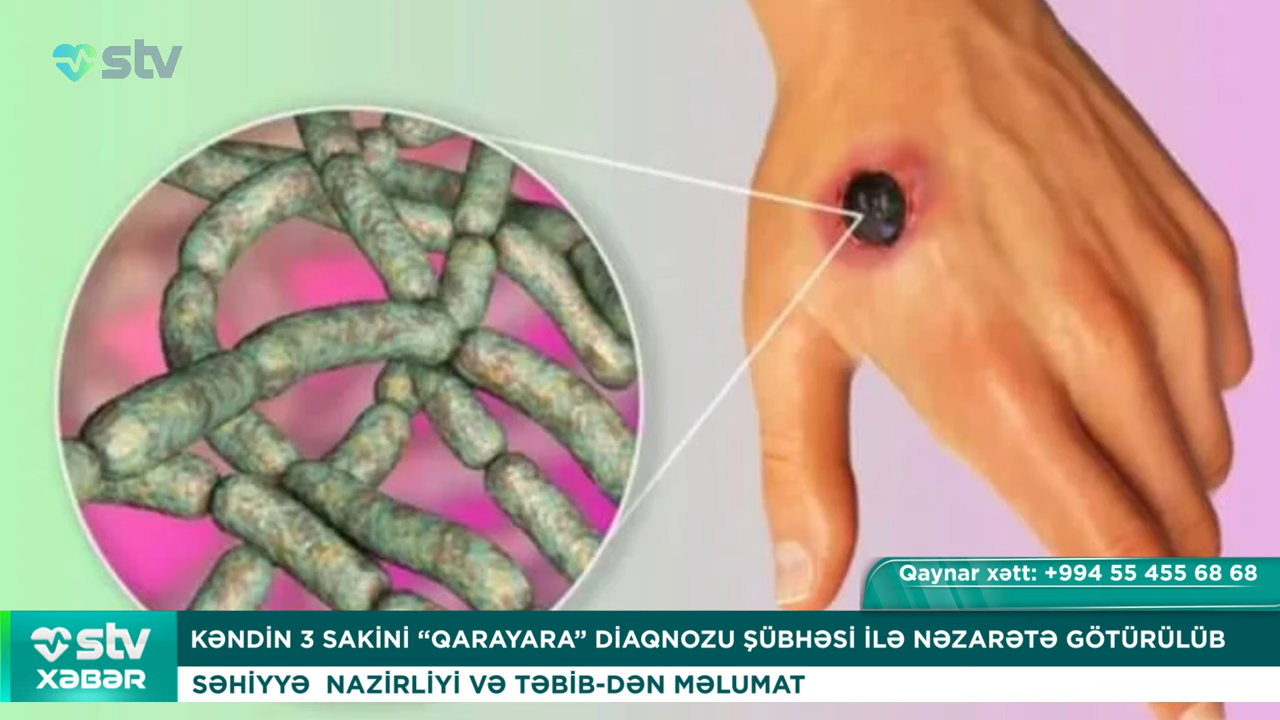 stv
Qaynar xətt: +994 55 455 68 68
stv
XƏBƏR
KƏNDİN 3 SAKİNİ “QARAYARA” DİAQNOZU ŞÜBHƏSİ İLƏ NƏZARƏTƏ GÖTÜRÜLÜB
SƏHİYYƏ NAZİRLİYİ VƏ TƏBİB-DƏN MƏLUMAT